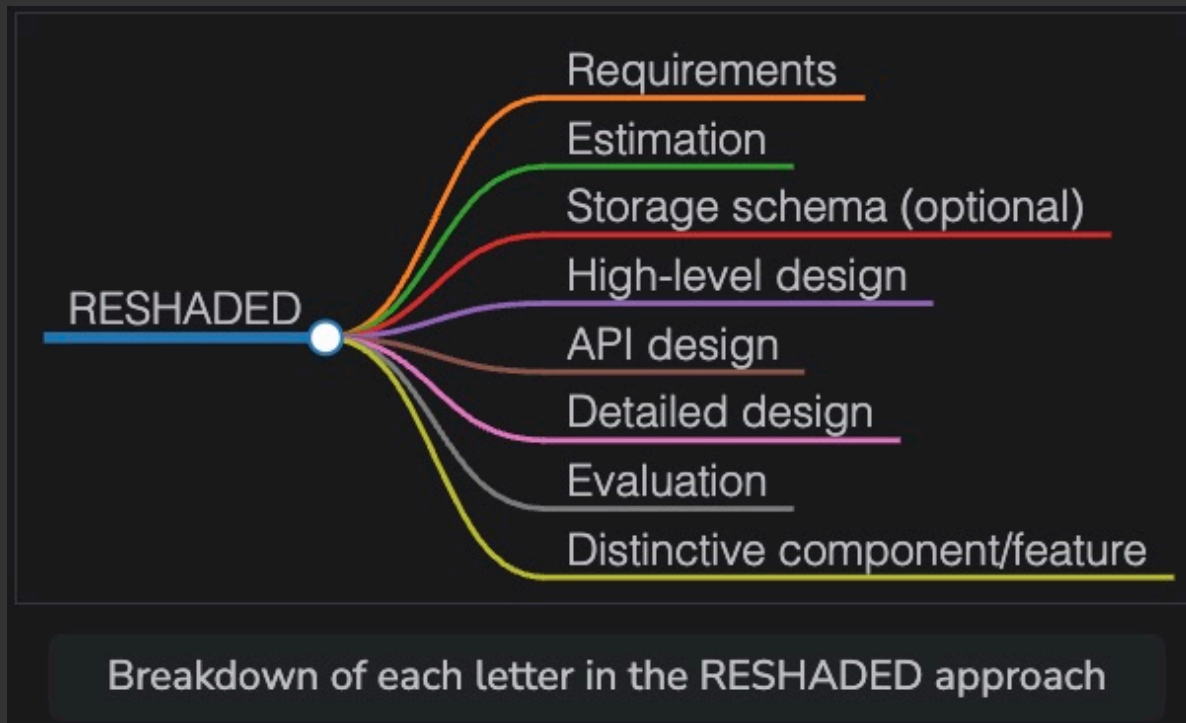 Requirements
Estimation
Storage schema (optional)
High-level design
RESHADED
API design
Detailed design
Evaluation
Distinctive component/feature
Breakdown of each letter in the RESHADED approach